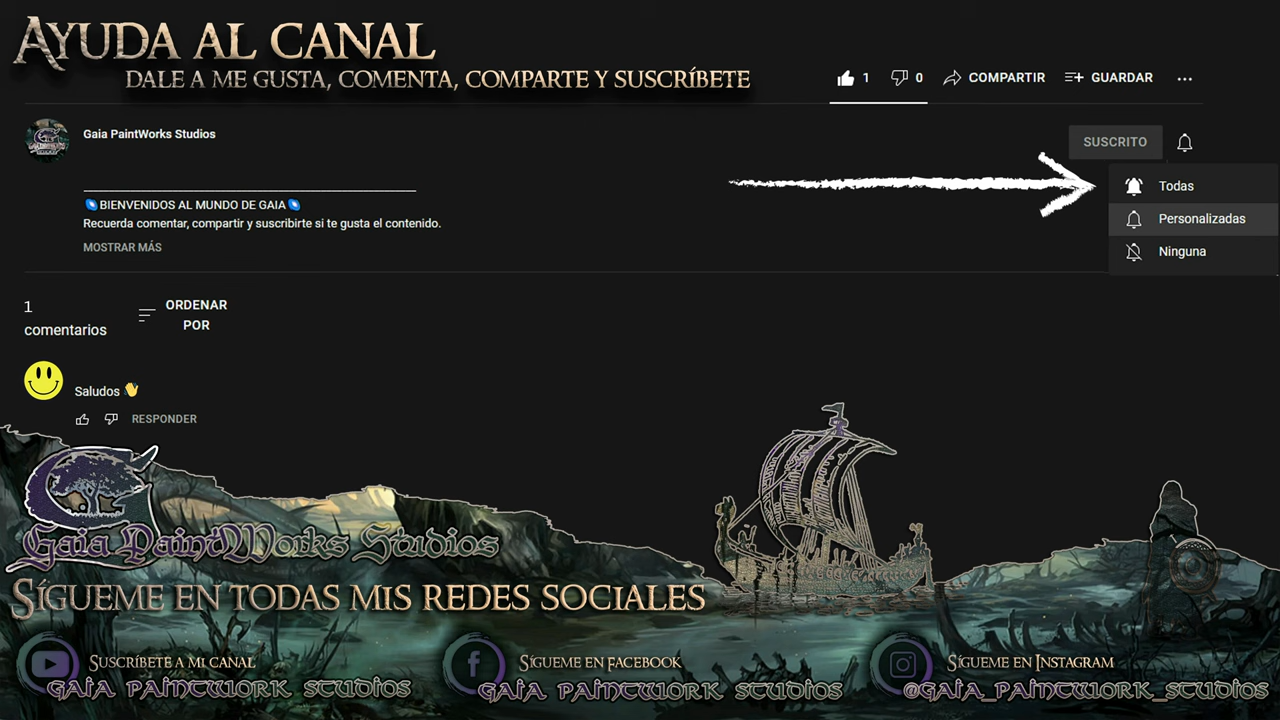 AYUDA AL CANAL
DALE A ME GUSTA, COMENTA, COMPARTE Y SUSCRÍBETE
1 0 COMPARTIR GUARDAR ...
Gaia PaintWorks Studios
SUSCRITO
BIENVENIDOS AL MUNDO DE GAIA
Recuerda comentar, compartir y suscribirte si te gusta el contenido.
MOSTRAR MÁS
Todas
Personalizadas
Ninguna
1
comentarios
ORDENAR
POR
Saludos 👋
RESPONDER
Gaia PaintWorks Studios
SÍGUEME EN TODAS MIS REDES SOCIALES
SUSCRÍBETE A MI CANAL
GAIA PAINTWORK STUDIOS
SÍGUEME EN FACEBOOK
GAIA PAINTWORK STUDIOS
SÍGUEME EN INSTAGRAM
@GAIA_PAINTWORK_STUDIOS